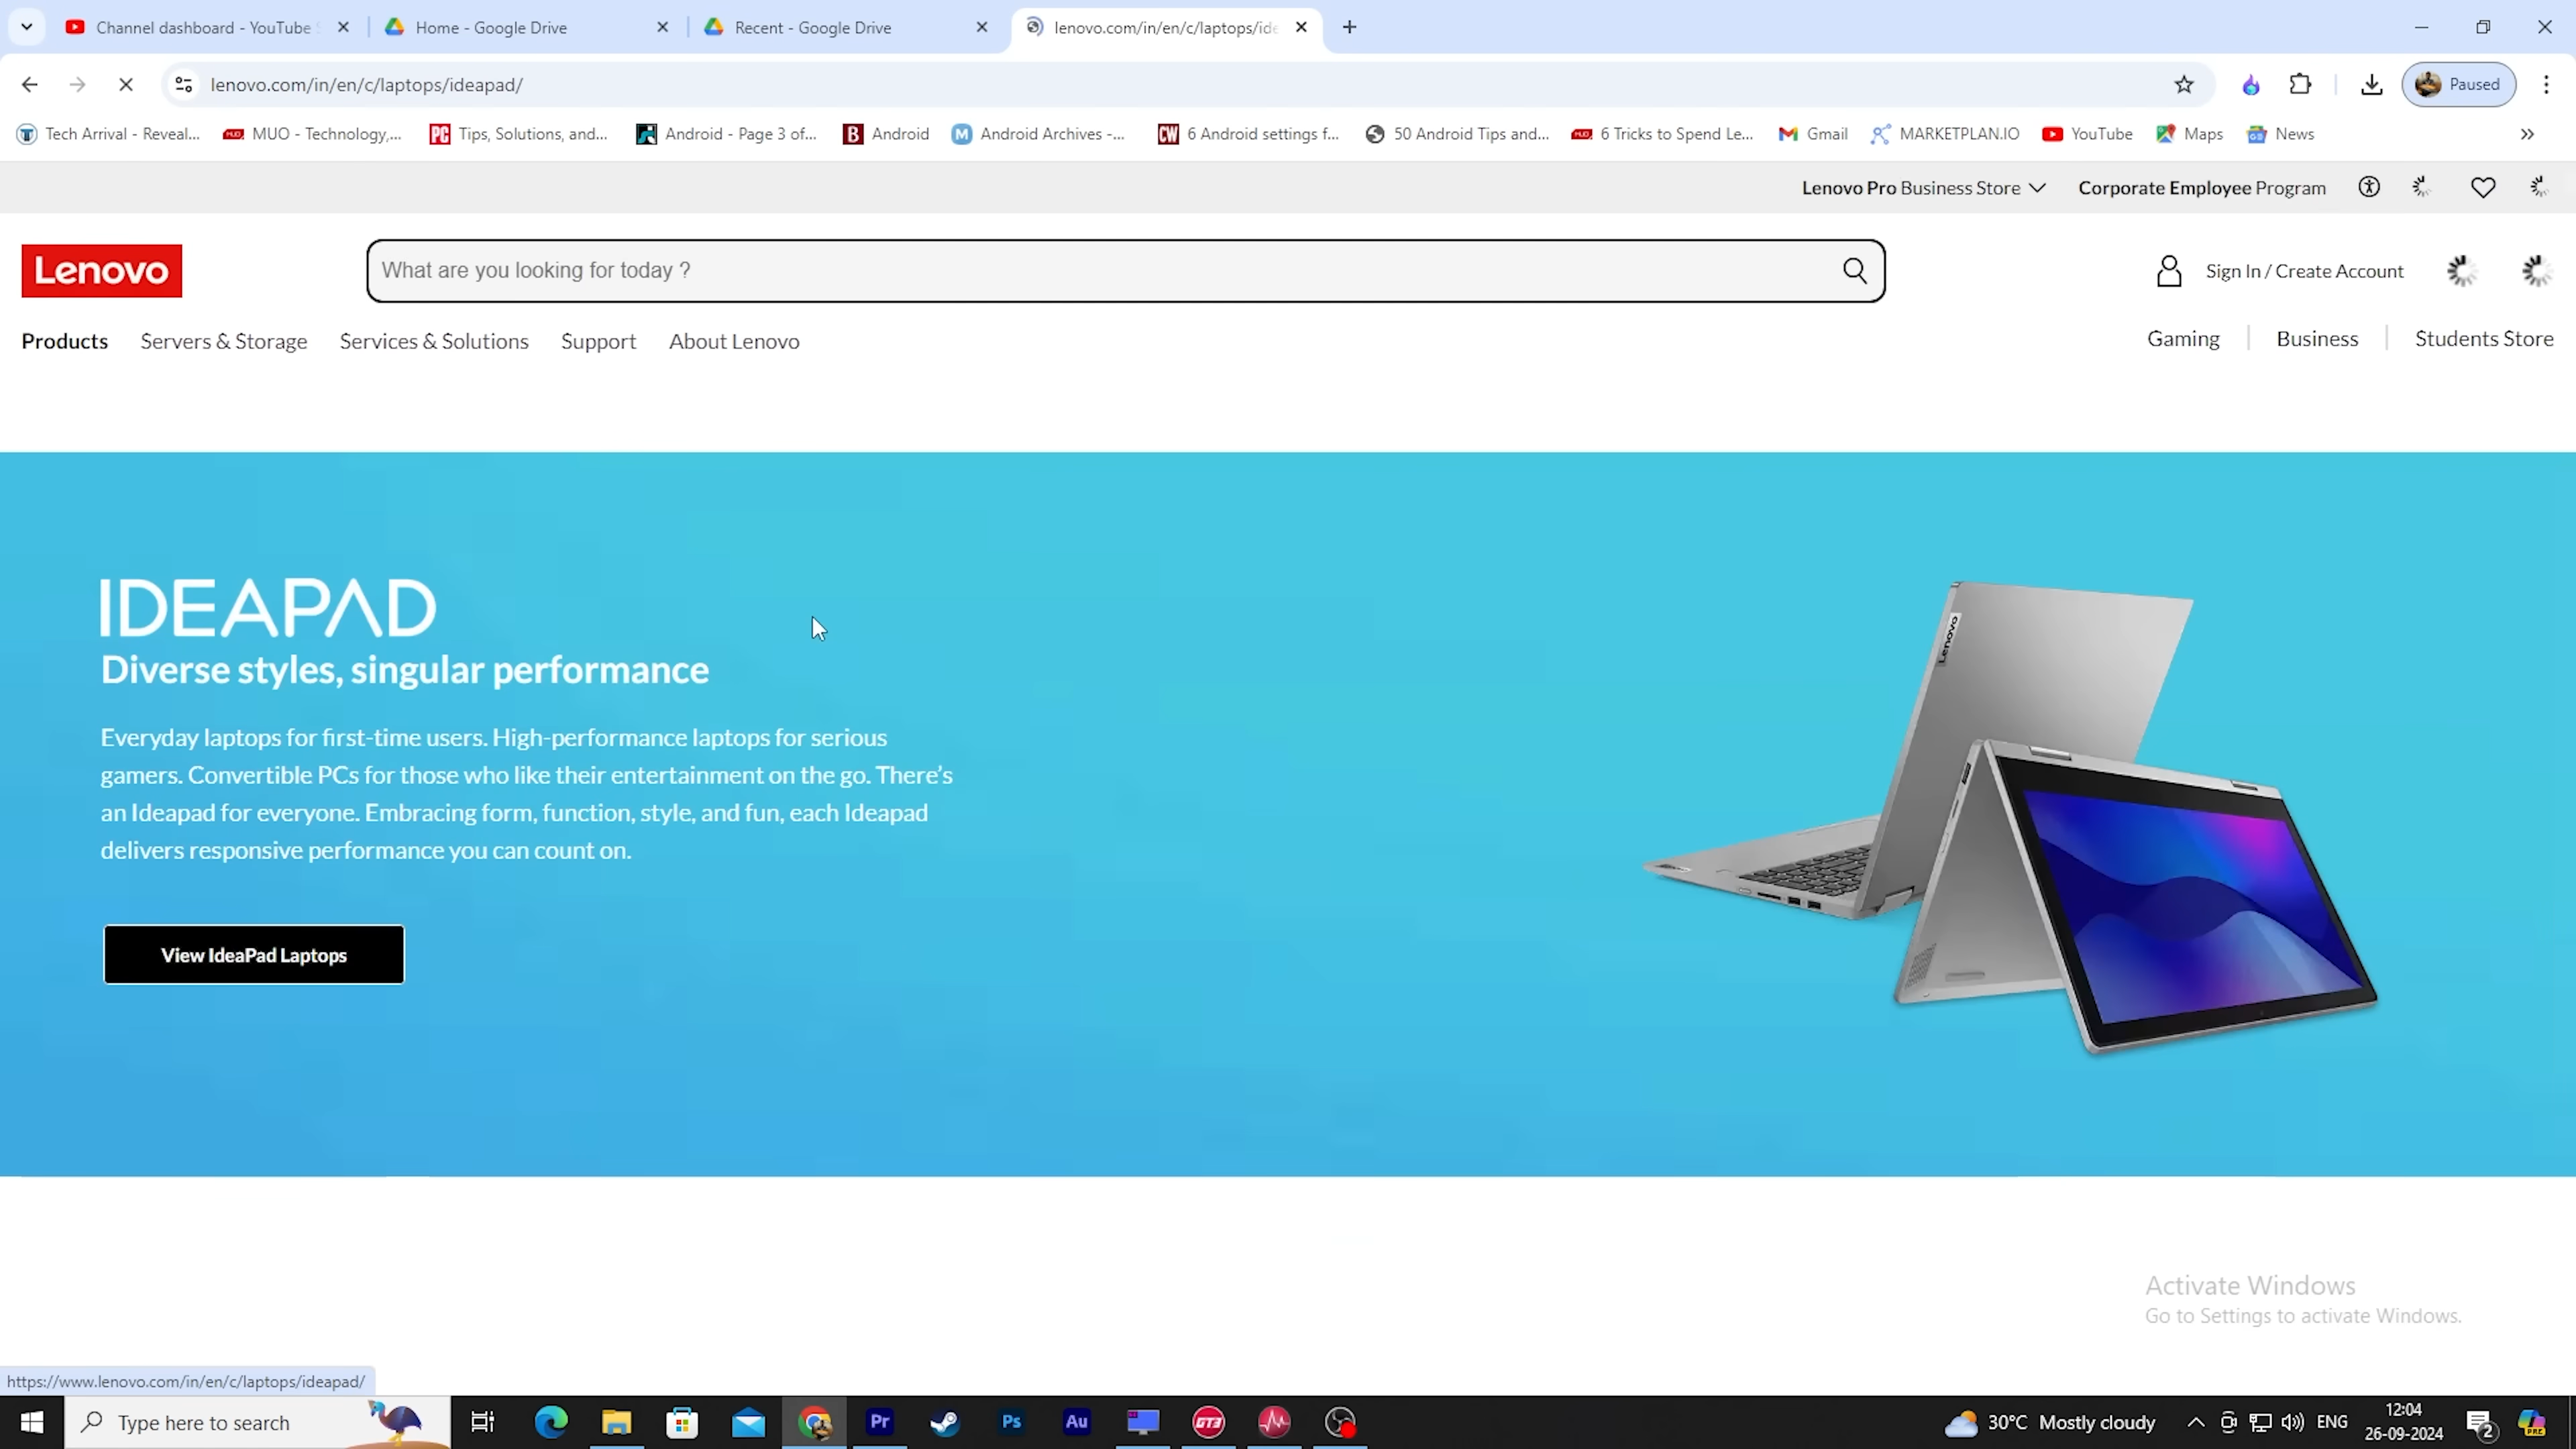 Channel dashboard - YouTube S
Home - Google Drive
Recent - Google Drive
lenovo.com/in/en/c/laptops/ide
lenovo.com/in/en/c/laptops/ideapad/
Paused
Tech Arrival - Reveal...
MUO - Technology,...
Tips, Solutions, and...
Android - Page 3 of...
Android
Android Archives -...
6 Android settings f...
50 Android Tips and...
6 Tricks to Spend Le...
Gmail
MARKETPLAN.IO
YouTube
Maps
News
Lenovo Pro Business Store
Corporate Employee Program
Lenovo
What are you looking for today ?
Sign In / Create Account
Products
Servers & Storage
Services & Solutions
Support
About Lenovo
Gaming
Business
Students Store
IDEAPAD
Diverse styles, singular performance
Everyday laptops for first-time users. High-performance laptops for serious
gamers. Convertible PCs for those who like their entertainment on the go. There's
an Ideapad for everyone. Embracing form, function, style, and fun, each Ideapad
delivers responsive performance you can count on.
View IdeaPad Laptops
Lenovo
Activate Windows
Go to Settings to activate Windows.
https://www.lenovo.com/in/en/c/laptops/ideapad/
Type here to search
Pr
Ps
Au
GT3
30°C Mostly cloudy
ENG
12:04
26-09-2024
2
PRE